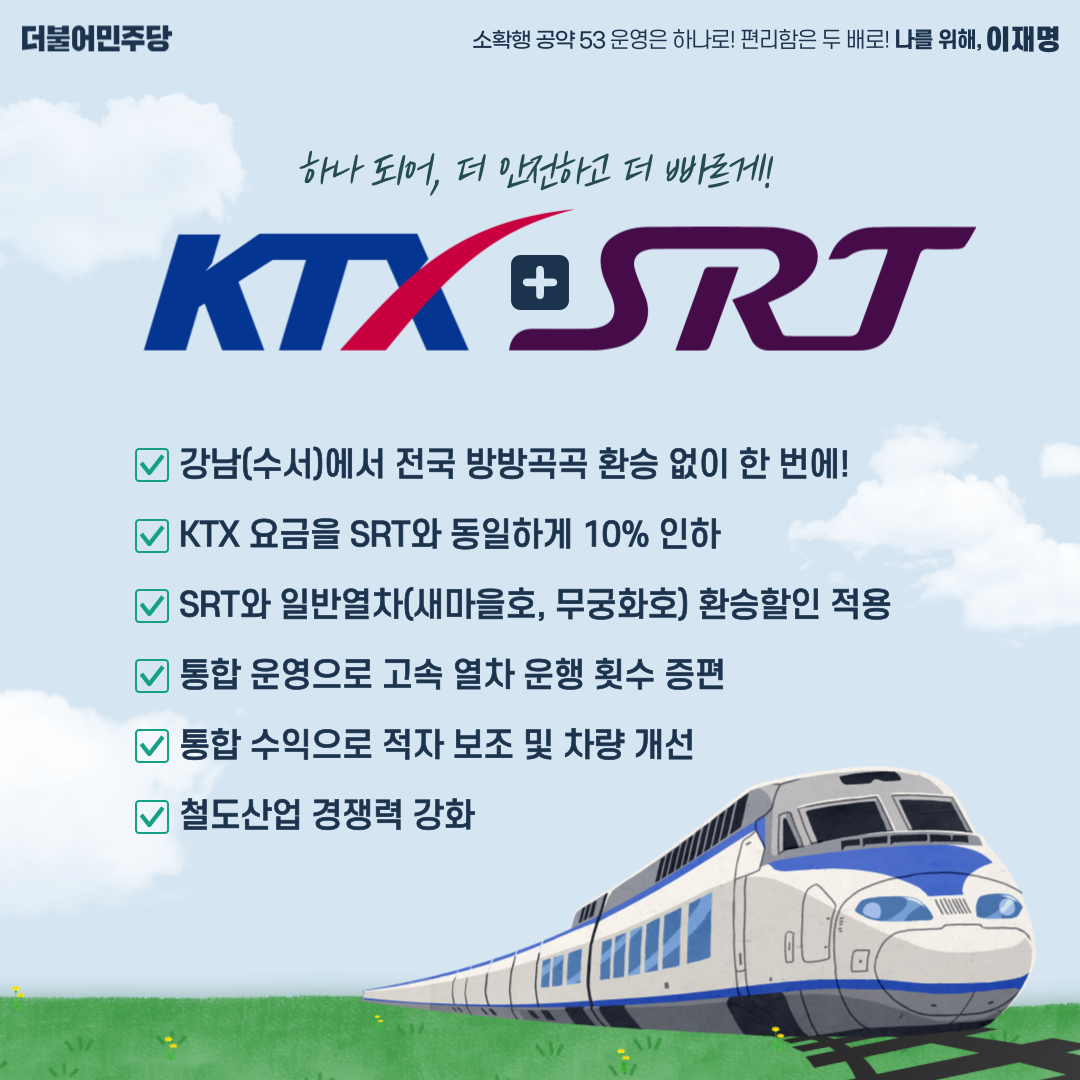 더불어민주당
소확행 공약 53 운영은 하나로! 편리함은 두 배로! 나를 위해, 이재명
하나 되어, 더 안전하고 더 빠르게!
KTX + SRT
강남(수서)에서 전국 방방곡곡 환승 없이 한 번에!
KTX 요금을 SRT와 동일하게 10% 인하
SRT와 일반열차(새마을호, 무궁화호) 환승할인 적용
통합 운영으로 고속 열차 운행 횟수 증편
통합 수익으로 적자 보조 및 차량 개선
철도산업 경쟁력 강화